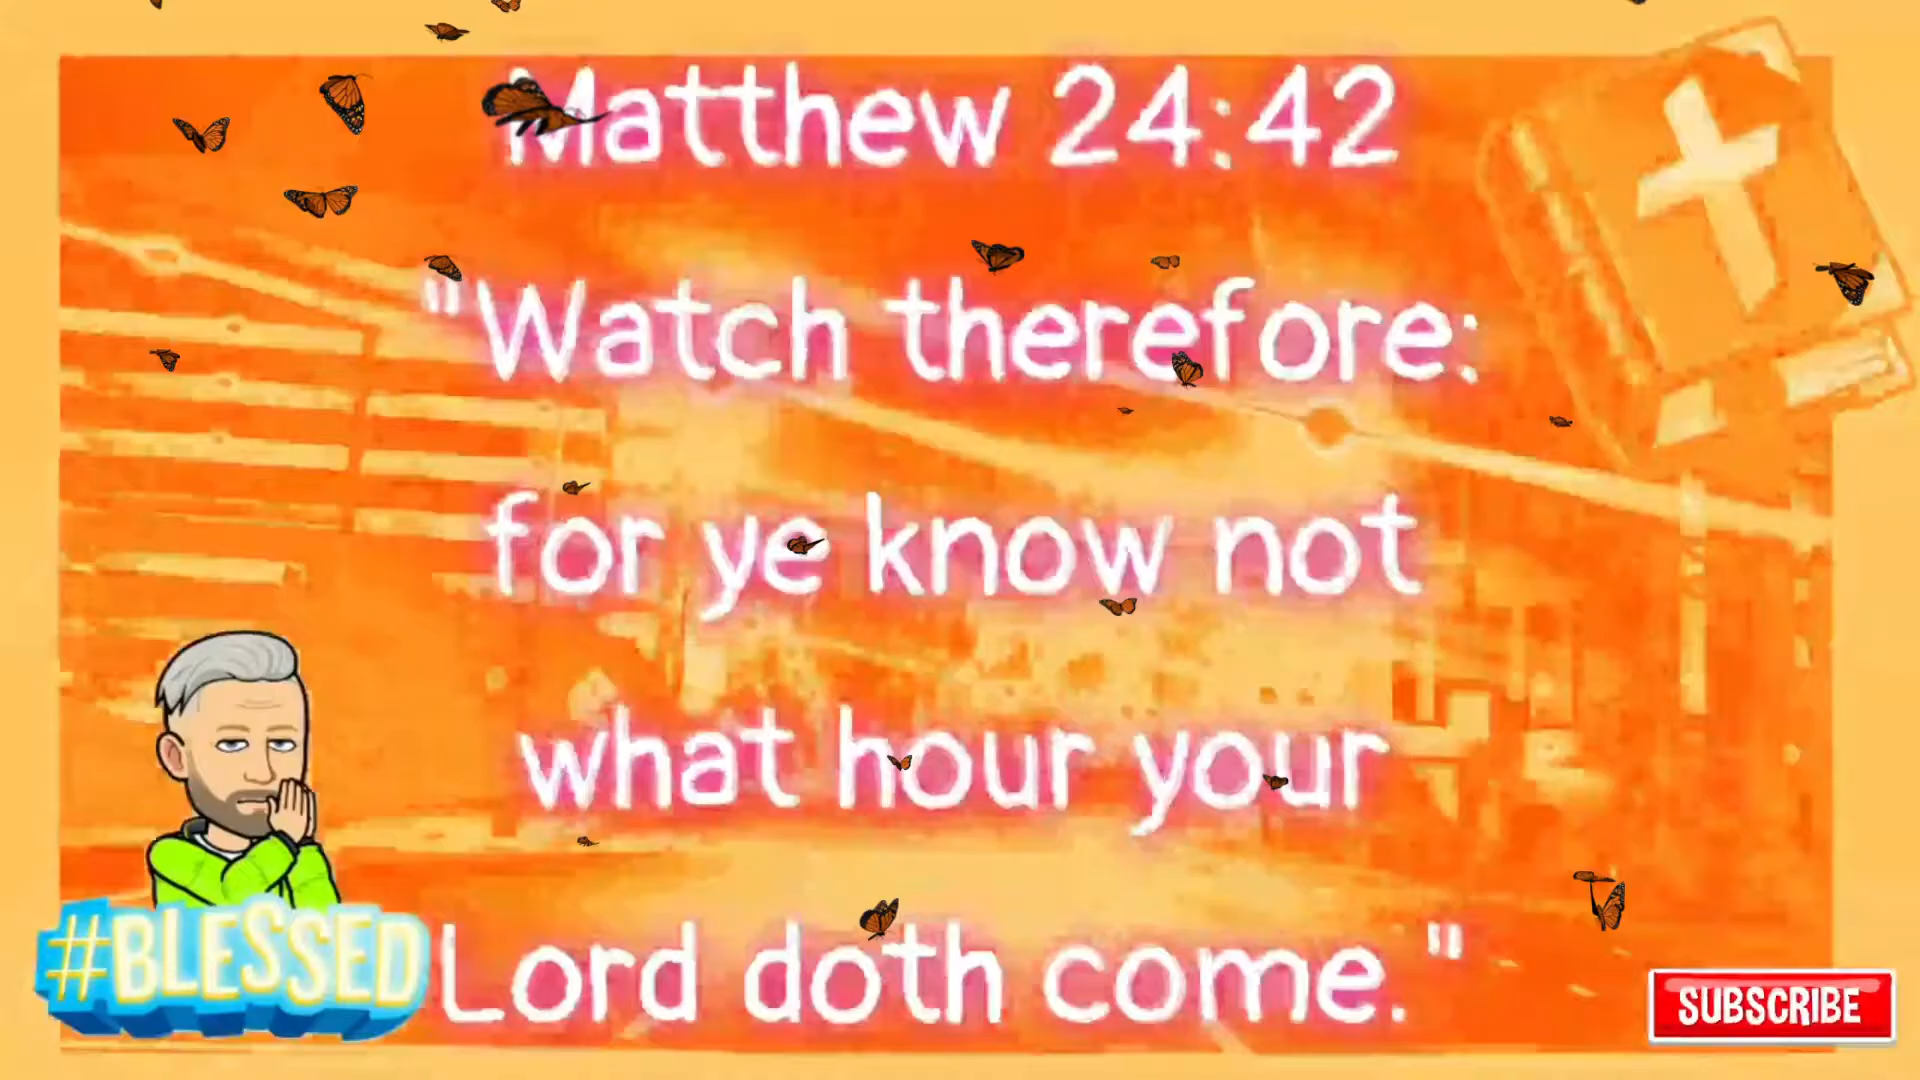 Matthew 24:42
"Watch therefore:
for ye know not
what hour your
Lord doth come."
#BLESSED
SUBSCRIBE